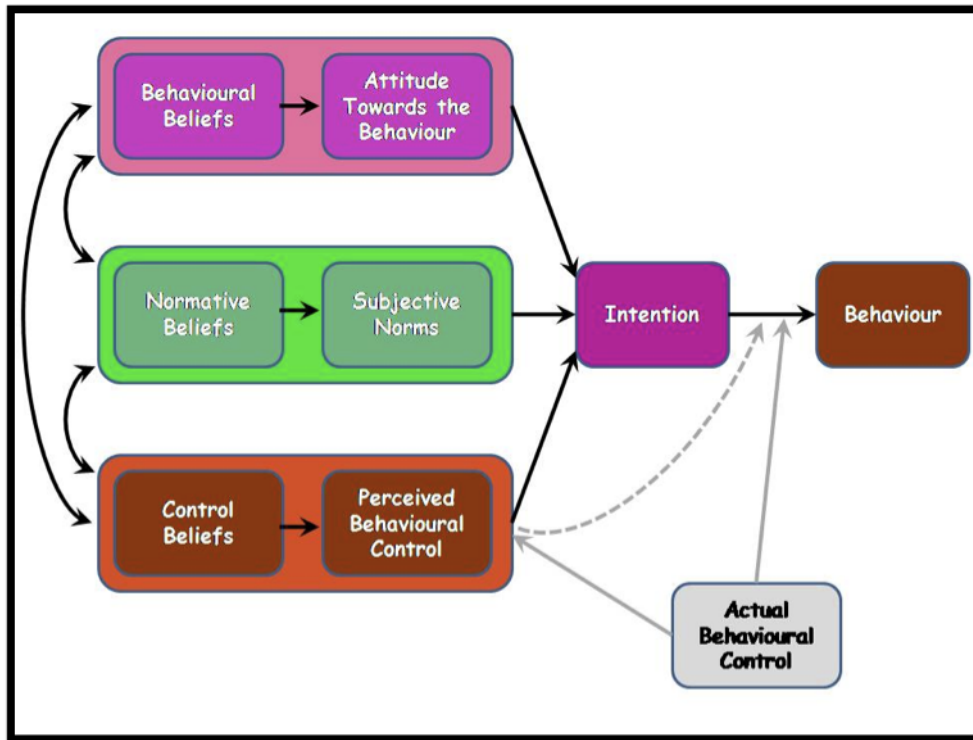 Behavioural
Beliefs
Attitude
Towards the
Behaviour
Normative
Beliefs
Subjective
Norms
Intention
Behaviour
Control
Beliefs
Perceived
Behavioural
Control
Actual
Behavioural
Control